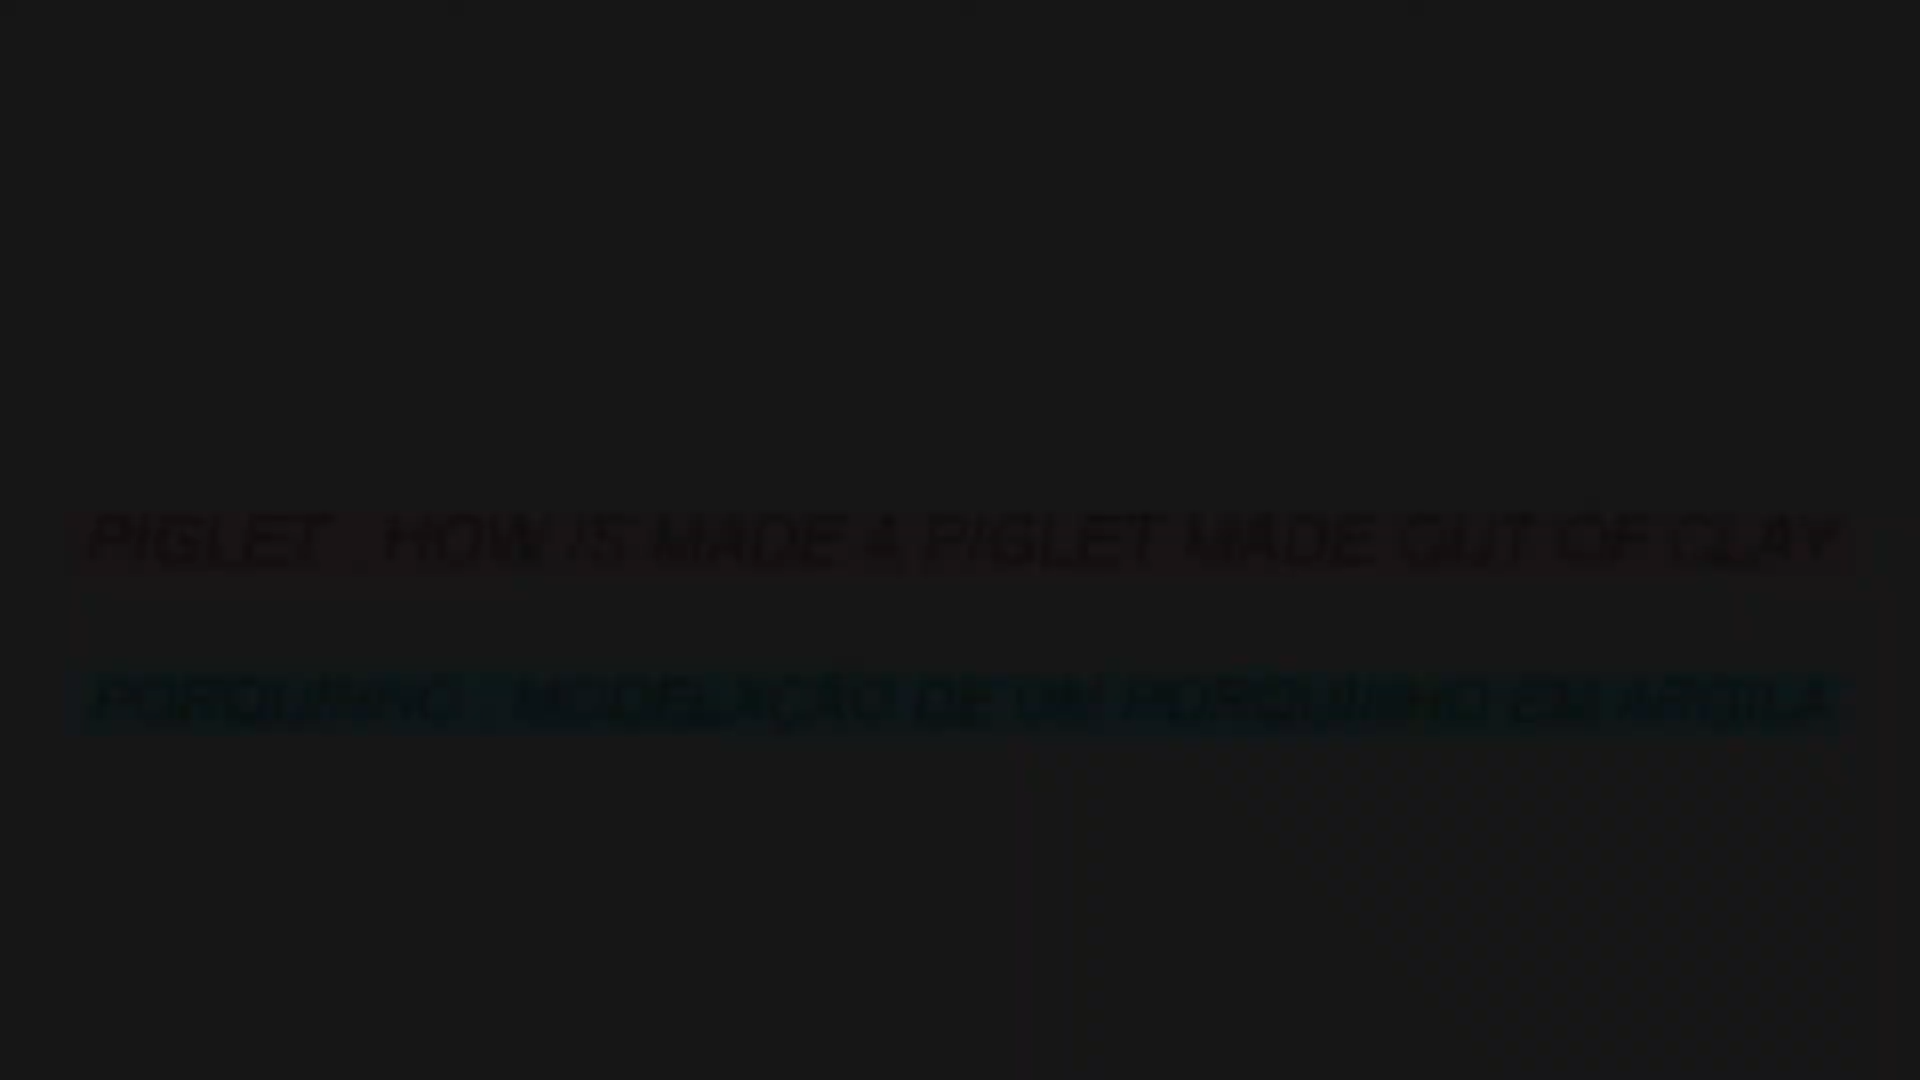 PIGLET : HOW IS MADE A PIGLET MADE OUT OF CLAY
PORQUINHO : MODELAÇÃO DE UM PORQUINHO EM ARGILA